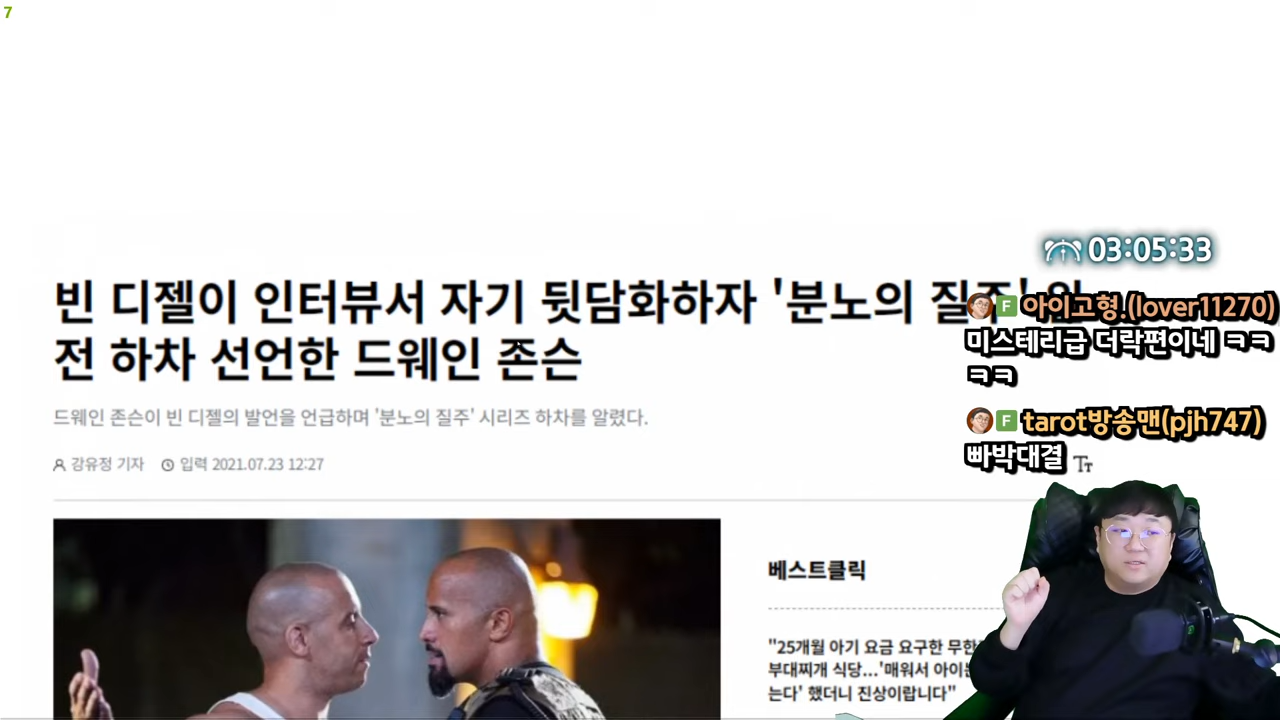 7
03:05:33
빈 디젤이 인터뷰서 자기 뒷담화하자 '분노의 질주'
전 하차 선언한 드웨인 존슨
드웨인 존슨이 빈 디젤의 발언을 언급하며 '분노의 질주' 시리즈 하차를 알렸다.
강유정 기자 입력 2021.07.23 12:27
F 아이고형.(lover11270)
미스테리급 더락편이네 ㅋㅋ
ㅋㅋ
F tarot방송맨(pjh747)
빠박대결
Tт
베스트클릭
"25개월 아기 요금 요구한 무한
부대찌개 식당...'매워서 아이
는다' 했더니 진상이랍니다"